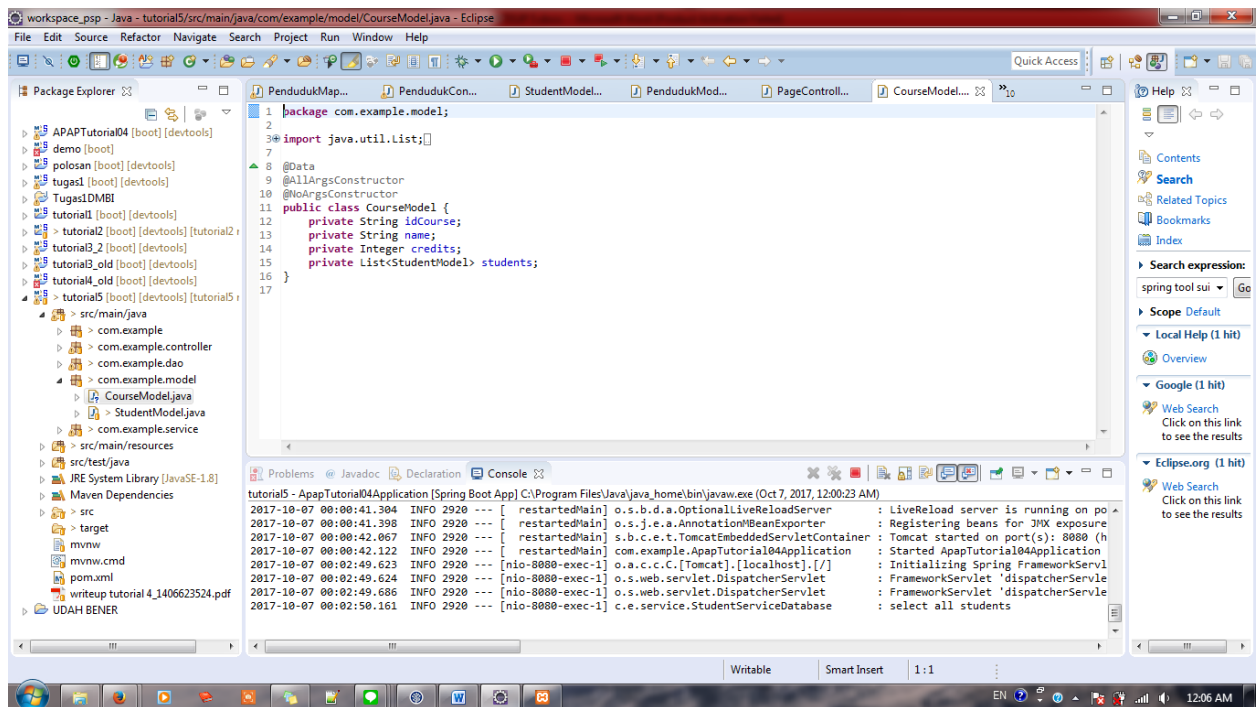 workspace_psp - Java - tutorial5/src/main/java/com/example/model/CourseModel.java - Eclipse
File Edit Source Refactor Navigate Search Project Run Window Help
Quick Access
Package Explorer
APAPTutorial04 [boot] [devtools]
demo [boot]
polosan [boot] [devtools]
tugas1 [boot] [devtools]
Tugas1DMBI
tutorial1 [boot] [devtools]
> tutorial2 [boot] [devtools] [tutorial2 r
tutorial3_2 [boot] [devtools]
tutorial3_old [boot] [devtools]
tutorial4_old [boot] [devtools]
> tutorial5 [boot] [devtools] [tutorial5 r
> src/main/java
> com.example
> com.example.controller
> com.example.dao
> com.example.model
CourseModel.java
> StudentModel.java
> com.example.service
> src/main/resources
src/test/java
JRE System Library [JavaSE-1.8]
Maven Dependencies
> src
> target
mvnw
mvnw.cmd
pom.xml
writeup tutorial 4_1406623524.pdf
UDAH BENER
PendudukMap... PendudukCon... StudentModel... PendudukMod... PageControll... CourseModel.... »10
1 package com.example.model;
2
3 import java.util.List;
7
8 @Data
9 @AllArgsConstructor
10 @NoArgsConstructor
11 public class CourseModel {
12 private String idCourse;
13 private String name;
14 private Integer credits;
15 private List<StudentModel> students;
16 }
17
Problems @ Javadoc Declaration Console
tutorial5 - ApapTutorial04Application [Spring Boot App] C:\Program Files\Java\java_home\bin\javaw.exe (Oct 7, 2017, 12:00:23 AM)
2017-10-07 00:00:41.304 INFO 2920 --- [ restartedMain] o.s.b.d.a.OptionalLiveReloadServer : LiveReload server is running on po
2017-10-07 00:00:41.398 INFO 2920 --- [ restartedMain] o.s.j.e.a.AnnotationMBeanExporter : Registering beans for JMX exposure
2017-10-07 00:00:42.067 INFO 2920 --- [ restartedMain] s.b.c.e.t.TomcatEmbeddedServletContainer : Tomcat started on port(s): 8080 (h
2017-10-07 00:00:42.122 INFO 2920 --- [ restartedMain] com.example.ApapTutorial04Application : Started ApapTutorial04Application
2017-10-07 00:02:49.623 INFO 2920 --- [nio-8080-exec-1] o.a.c.c.C.[Tomcat].[localhost].[/] : Initializing Spring FrameworkServl
2017-10-07 00:02:49.624 INFO 2920 --- [nio-8080-exec-1] o.s.web.servlet.DispatcherServlet : FrameworkServlet 'dispatcherServle
2017-10-07 00:02:49.686 INFO 2920 --- [nio-8080-exec-1] o.s.web.servlet.DispatcherServlet : FrameworkServlet 'dispatcherServle
2017-10-07 00:02:50.161 INFO 2920 --- [nio-8080-exec-1] c.e.service.StudentServiceDatabase : select all students
Help
Contents
Search
Related Topics
Bookmarks
Index
Search expression:
spring tool sui Go
Scope Default
Local Help (1 hit)
Overview
Google (1 hit)
Web Search
Click on this link
to see the results
Eclipse.org (1 hit)
Web Search
Click on this link
to see the results
Writable Smart Insert 1 : 1
EN 12:06 AM